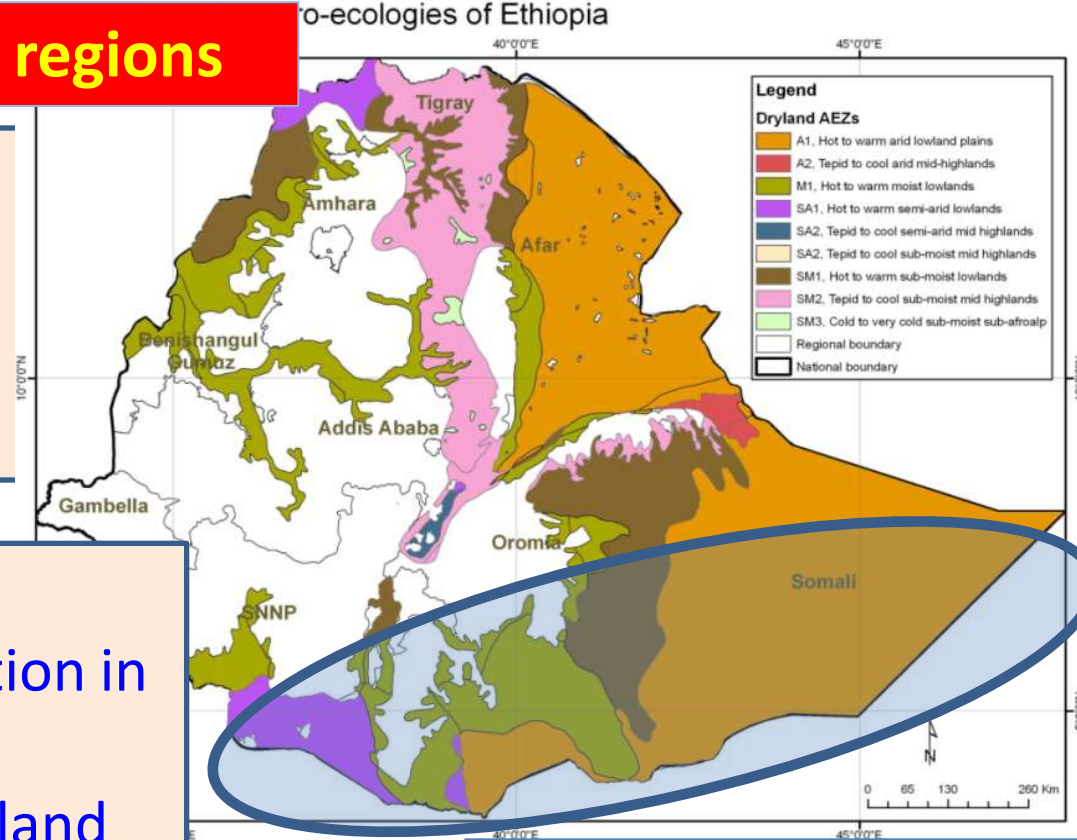 ro-ecologies of Ethiopia
regions
40°0'0"E
45°0'0"E
Legend
Dryland AEZs
A1, Hot to warm arid lowland plains
A2, Tepid to cool arid mid-highlands
M1, Hot to warm moist lowlands
SA1, Hot to warm semi-arid lowlands
SA2, Tepid to cool semi-arid mid highlands
SA2, Tepid to cool sub-moist mid highlands
SM1, Hot to warm sub-moist lowlands
SM2, Tepid to cool sub-moist mid highlands
SM3, Cold to very cold sub-moist sub-afroalp
Regional boundary
National boundary
Tigray
Amhara
Afar
Benishangul
Gumuz
10°0'0"N
Addis Ababa
Gambella
Oromia
Somali
SNNP
tion in
land
N
0 65 130 260 Km
40°0'0"E
45°0'0"E